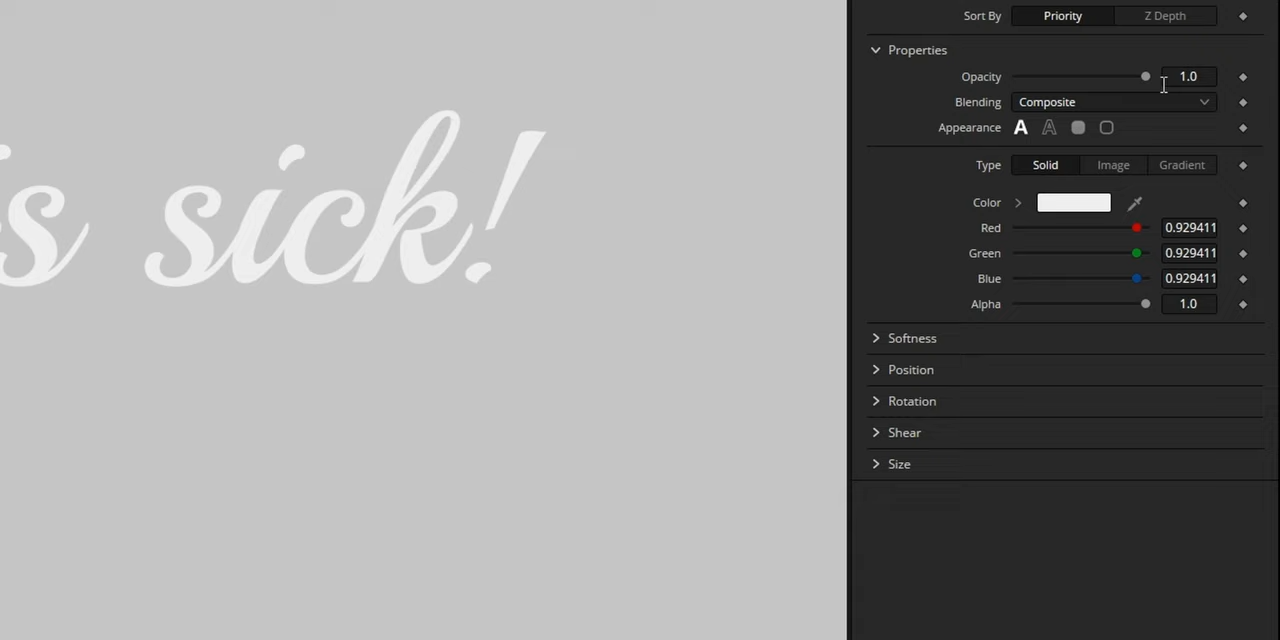 Sort By Priority Z Depth
Properties
Opacity 1.0
Blending Composite
Appearance A A
Type Solid Image Gradient
Color
Red 0.929411
Green 0.929411
Blue 0.929411
Alpha 1.0
Softness
Position
Rotation
Shear
Size
s sick!